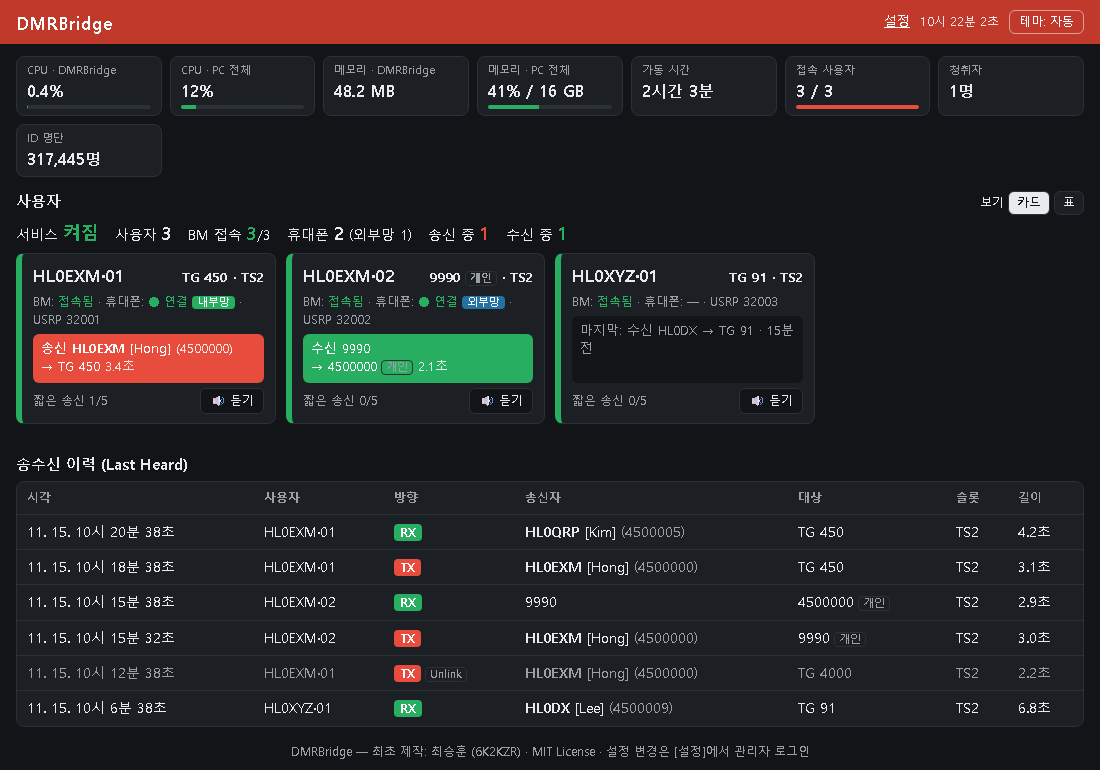 DMRBridge
설정 10시 22분 2초 테마: 자동
CPU · DMRBridge
0.4%
CPU · PC 전체
12%
메모리 · DMRBridge
48.2 MB
메모리 · PC 전체
41% / 16 GB
가동 시간
2시간 3분
접속 사용자
3 / 3
청취자
1명
ID 명단
317,445명
사용자
보기 카드 표
서비스 켜짐 사용자 3 BM 접속 3/3 휴대폰 2 (외부망 1) 송신 중 1 수신 중 1
HL0EXM-01 TG 450 · TS2
BM: 접속됨 · 휴대폰: 연결 내부망 ·
USRP 32001
송신 HL0EXM [Hong] (4500000)
→ TG 450 3.4초
짧은 송신 1/5 듣기
HL0EXM-02 9990 개인 · TS2
BM: 접속됨 · 휴대폰: 연결 외부망 ·
USRP 32002
수신 9990
→ 4500000 개인 2.1초
짧은 송신 0/5 듣기
HL0XYZ-01 TG 91 · TS2
BM: 접속됨 · 휴대폰: — · USRP 32003
마지막: 수신 HL0DX → TG 91 · 15분
전
짧은 송신 0/5 듣기
송수신 이력 (Last Heard)
시각 사용자 방향 송신자 대상 슬롯 길이
11. 15. 10시 20분 38초 HL0EXM-01 RX HL0QRP [Kim] (4500005) TG 450 TS2 4.2초
11. 15. 10시 18분 38초 HL0EXM-01 TX HL0EXM [Hong] (4500000) TG 450 TS2 3.1초
11. 15. 10시 15분 38초 HL0EXM-02 RX 9990 4500000 개인 TS2 2.9초
11. 15. 10시 15분 32초 HL0EXM-02 TX HL0EXM [Hong] (4500000) 9990 개인 TS2 3.0초
11. 15. 10시 12분 38초 HL0EXM-01 TX Unlink HL0EXM [Hong] (4500000) TG 4000 TS2 2.2초
11. 15. 10시 6분 38초 HL0XYZ-01 RX HL0DX [Lee] (4500009) TG 91 TS2 6.8초
DMRBridge — 최초 제작: 최승훈 (6K2KZR) · MIT License · 설정 변경은 [설정]에서 관리자 로그인